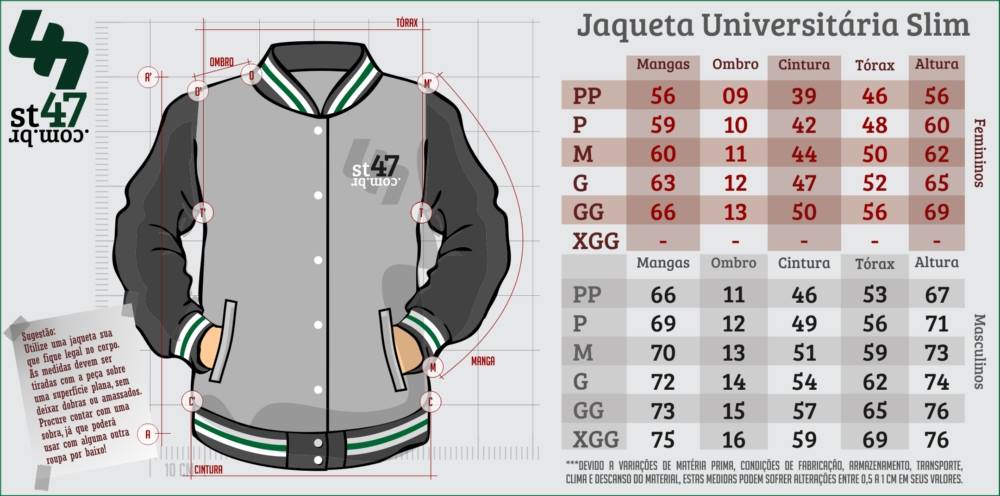 st47
.com.br
TÓRAX
OMBRO
A'
O'
O
M'
st47
.com.br
T'
T
MANGA
M
C'
C
A
10 CM
CINTURA
Sugestão:
Utilize uma jaqueta sua
que fique legal no corpo.
As medidas devem ser
tiradas com a peça sobre
uma superfície plana, sem
deixar dobras ou amassados.
Procure contar com uma
sobra, já que poderá
usar com alguma outra
roupa por baixo!
Jaqueta Universitária Slim
Mangas Ombro Cintura Tórax Altura
PP 56 09 39 46 56
P 59 10 42 48 60
M 60 11 44 50 62
G 63 12 47 52 65
GG 66 13 50 56 69
XGG - - - - -
Femininos
Mangas Ombro Cintura Tórax Altura
PP 66 11 46 53 67
P 69 12 49 56 71
M 70 13 51 59 73
G 72 14 54 62 74
GG 73 15 57 65 76
XGG 75 16 59 69 76
Masculinos
***DEVIDO A VARIAÇÕES DE MATÉRIA PRIMA, CONDIÇÕES DE FABRICAÇÃO, ARMAZENAMENTO, TRANSPORTE,
CLIMA E DESCANSO DO MATERIAL, ESTAS MEDIDAS PODEM SOFRER ALTERAÇÕES ENTRE 0,5 A 1 CM EM SEUS VALORES.